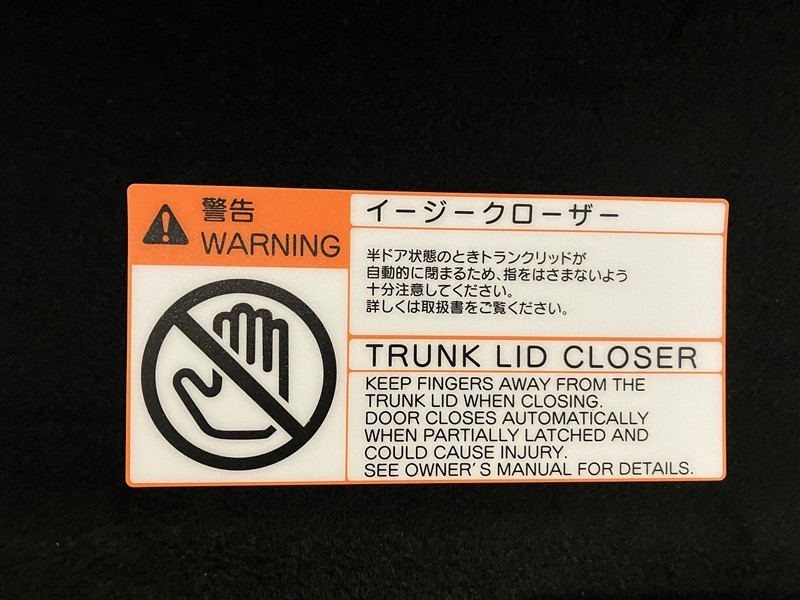 警告
WARNING
イージークローザー
半ドア状態のときトランクリッドが
自動的に閉まるため、指をはさまないよう
十分注意してください。
詳しくは取扱書をご覧ください。
TRUNK LID CLOSER
KEEP FINGERS AWAY FROM THE
TRUNK LID WHEN CLOSING.
DOOR CLOSES AUTOMATICALLY
WHEN PARTIALLY LATCHED AND
COULD CAUSE INJURY.
SEE OWNER'S MANUAL FOR DETAILS.